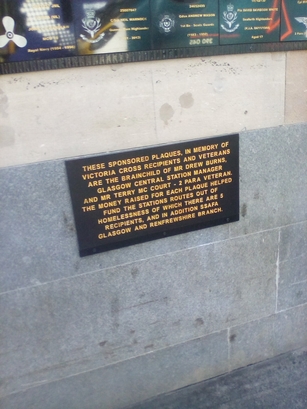 THESE SPONSORED PLAQUES, IN MEMORY OF
VICTORIA CROSS RECIPIENTS AND VETERANS
ARE THE BRAINCHILD OF MR DREW BURNS,
GLASGOW CENTRAL STATION MANAGER
AND MR TERRY MC COURT - 2 PARA VETERAN.
THE MONEY RAISED FOR EACH PLAQUE HELPED
FUND THE STATIONS ROUTES OUT OF
HOMELESSNESS OF WHICH THERE ARE 5
RECIPIENTS, AND IN ADDITION SSAFA
GLASGOW AND RENFREWSHIRE BRANCH.